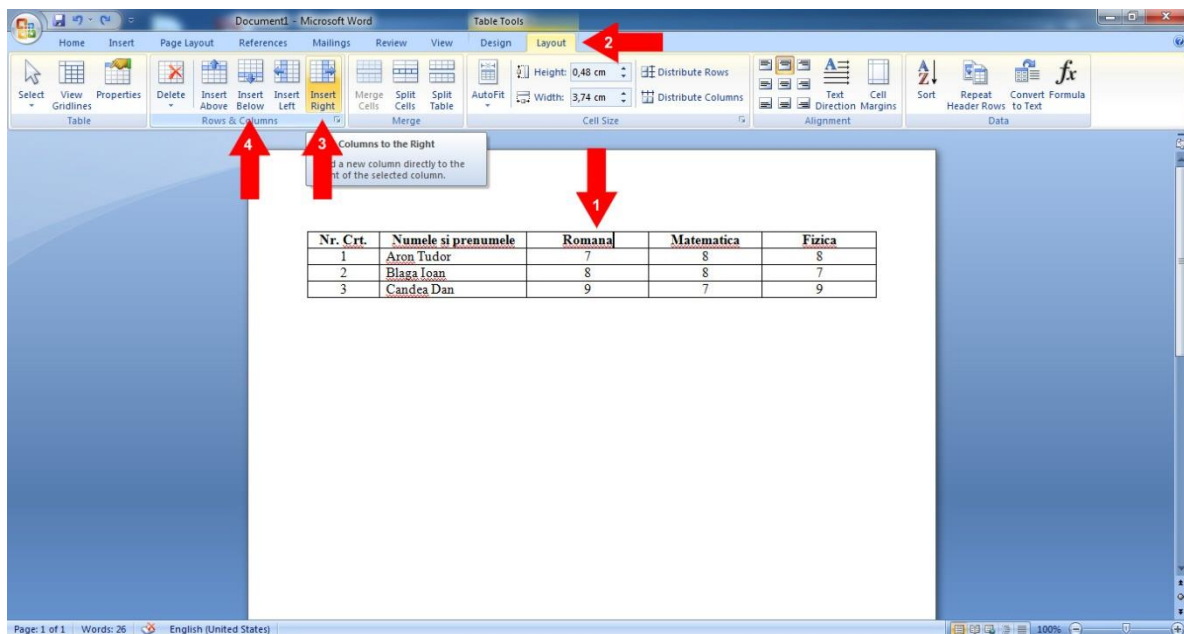 Document1 - Microsoft Word
Table Tools
Home Insert Page Layout References Mailings Review View Design Layout
2
Select View Gridlines Properties
Delete Insert Above Insert Below Insert Left Insert Right
Merge Cells Split Cells Split Table
AutoFit Height: 0,48 cm Distribute Rows
Width: 3,74 cm Distribute Columns
Text Direction Cell Margins
Sort Repeat Header Rows Convert to Text Formula
Table Rows & Columns Merge Cell Size Alignment Data
4
3
Columns to the Right
a new column directly to the
of the selected column.
1
Nr. Crt. Numele și prenumele Romana Matematica Fizica
1 Aron Tudor 7 8 8
2 Blaga Ioan 8 8 7
3 Candea Dan 9 7 9
Page: 1 of 1 Words: 26 English (United States) 100%